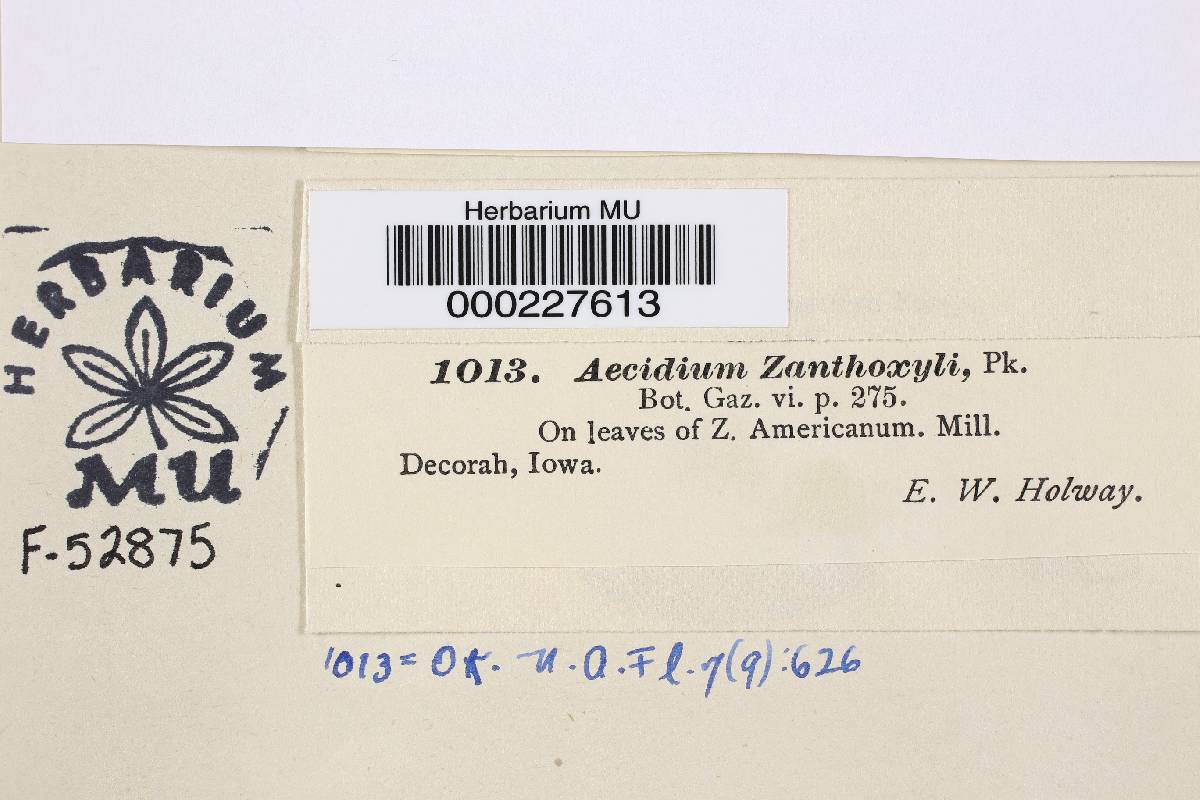 Herbarium MU
000227613
HERBARIUM
MU
F-52875
1013. Aecidium Zanthoxyli, Pk.
Bot. Gaz. vi. p. 275.
On leaves of Z. Americanum. Mill.
Decorah, Iowa.
E. W. Holway.
1013 = OK. N.A.Fl. 7(9):626